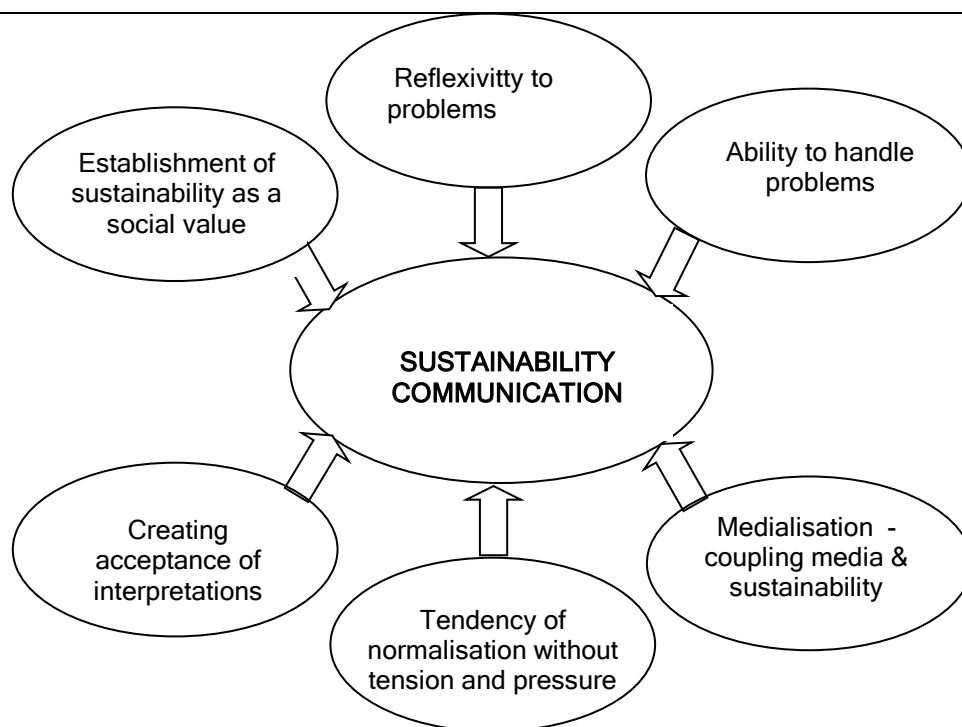 Reflexivitty to
problems
Establishment of
sustainability as a
social value
Ability to handle
problems
SUSTAINABILITY
COMMUNICATION
Creating
acceptance of
interpretations
Tendency of
normalisation without
tension and pressure
Medialisation -
coupling media &
sustainability